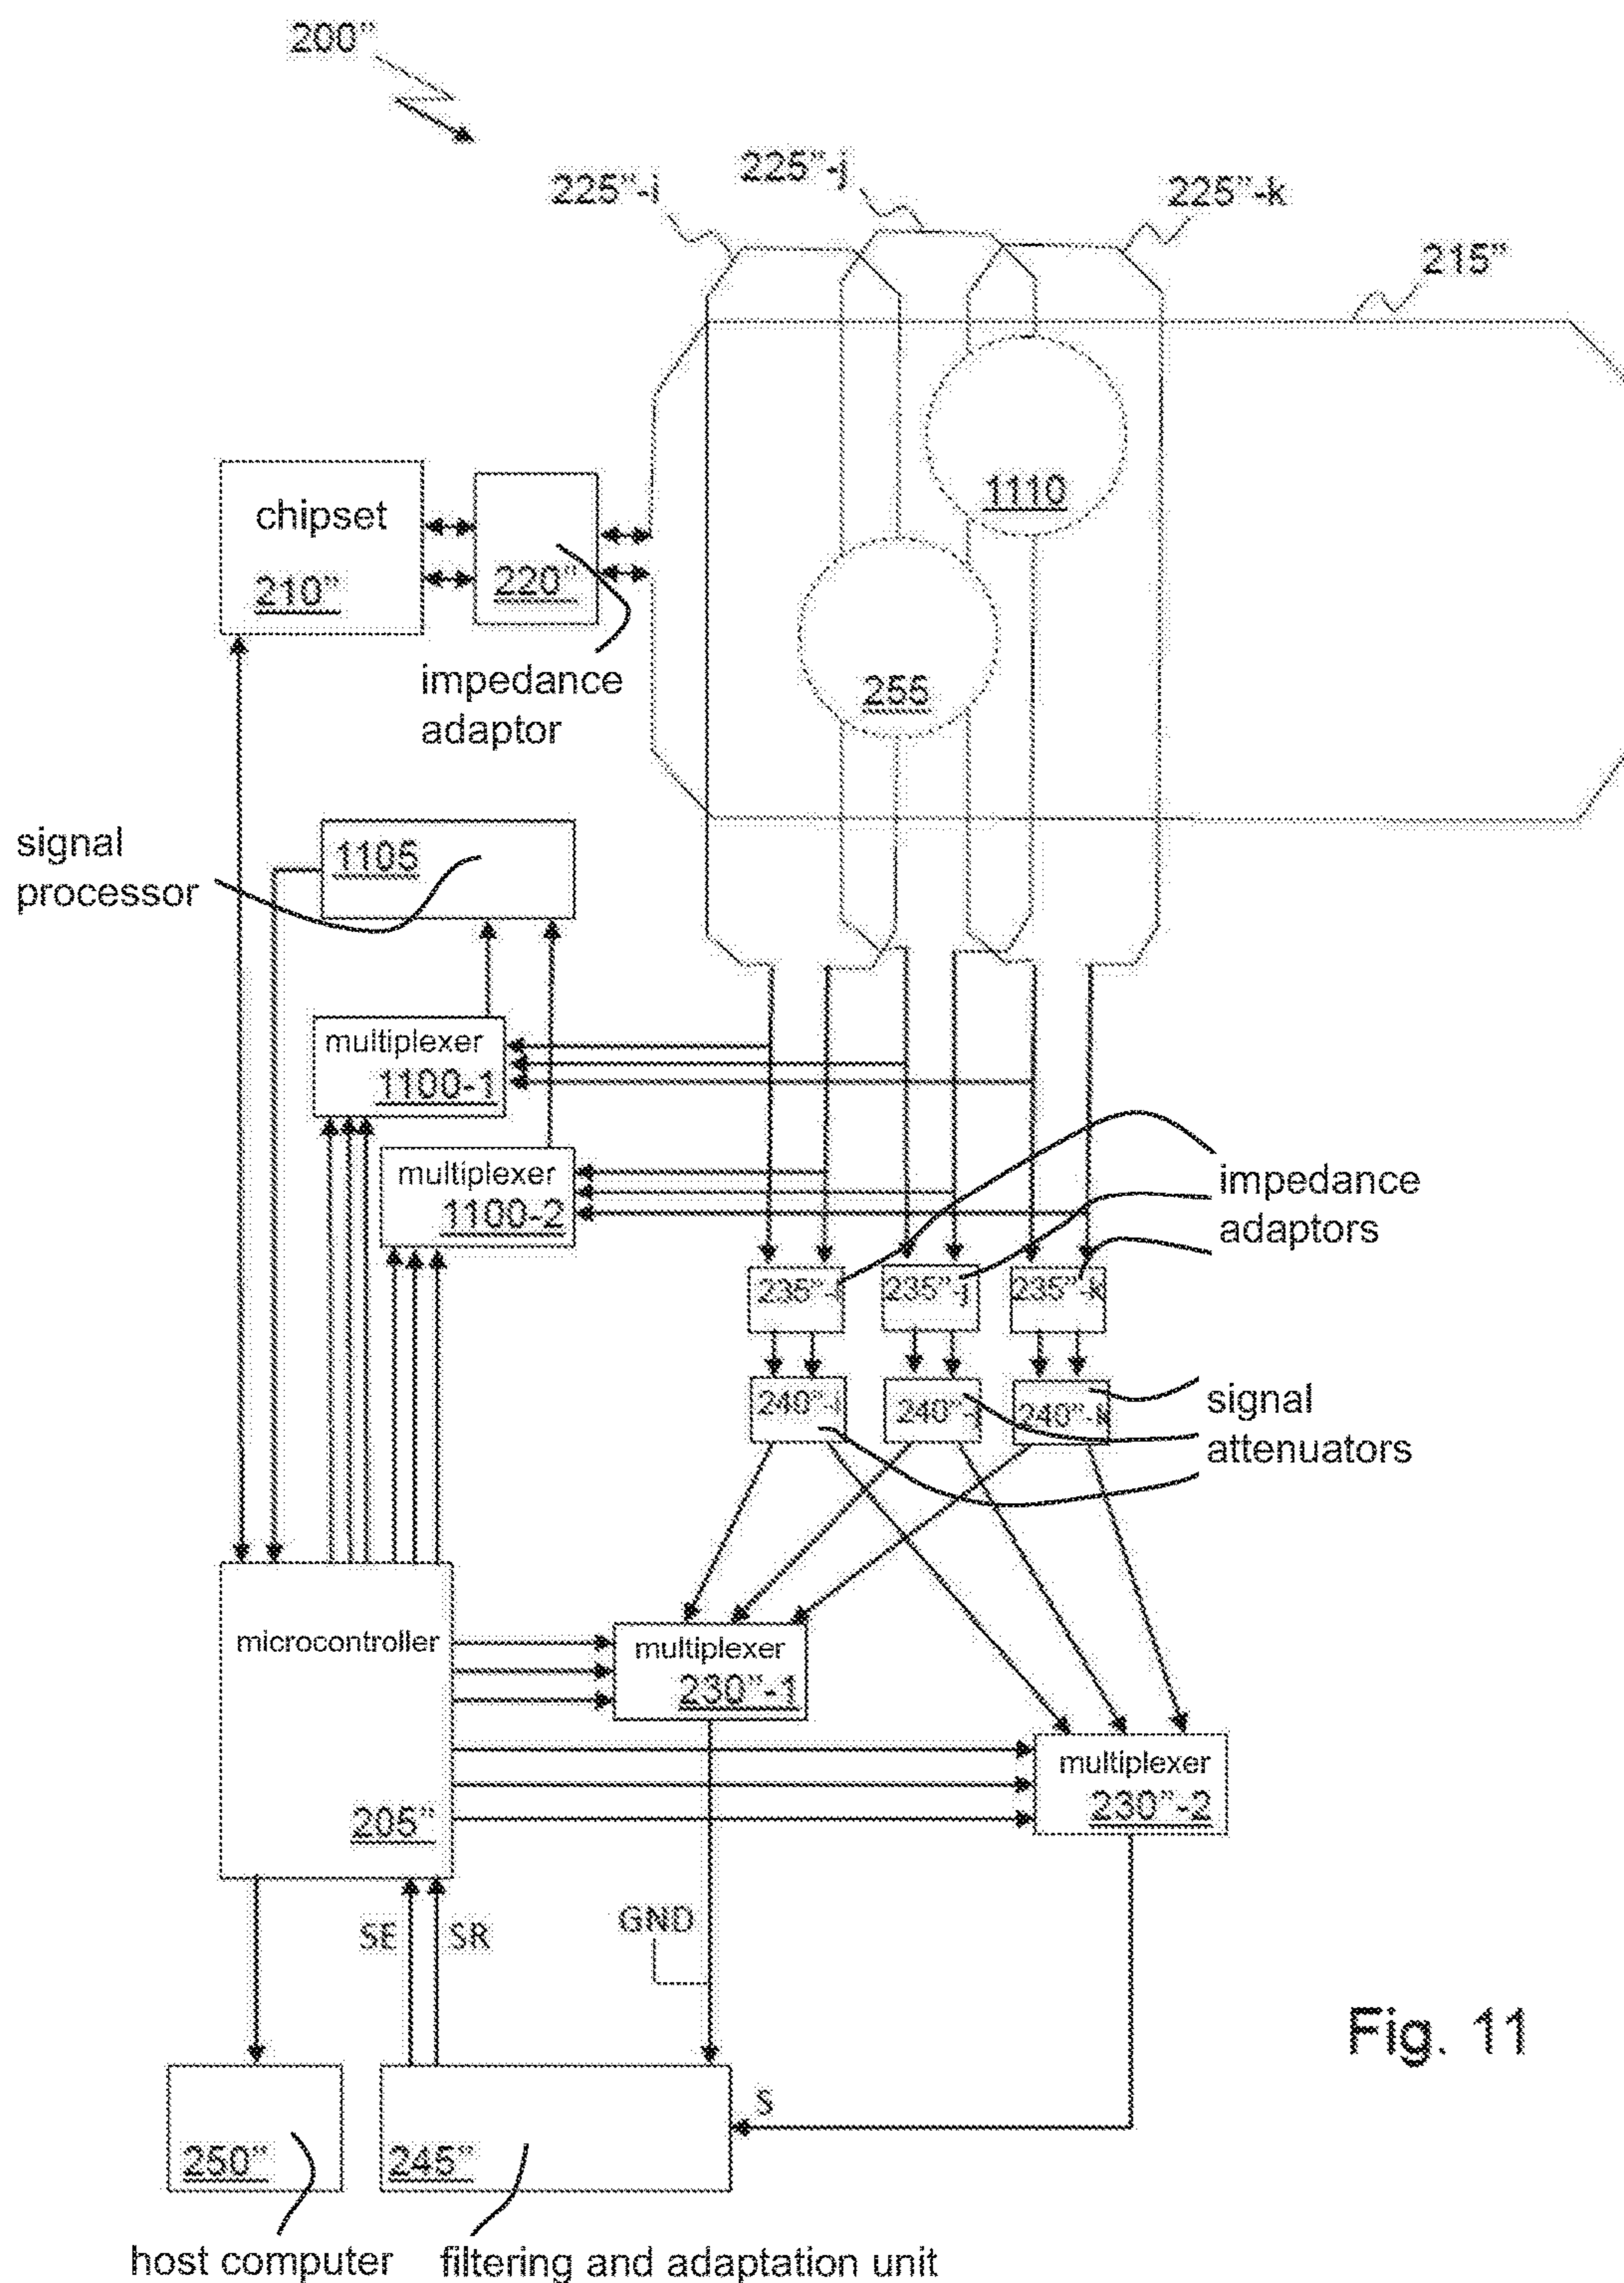 200”
225”-i
225”-j
225”-k
215”
chipset
210”
220”
1110
255
impedance
adaptor
signal
processor
1105
multiplexer
1100-1
multiplexer
1100-2
impedance
adaptors
235”-i
235”-j
235”-k
240”-i
240”-j
240”-k
signal
attenuators
microcontroller
205”
multiplexer
230”-1
multiplexer
230”-2
SE
SR
GND
S
250”
245”
host computer
filtering and adaptation unit
Fig. 11